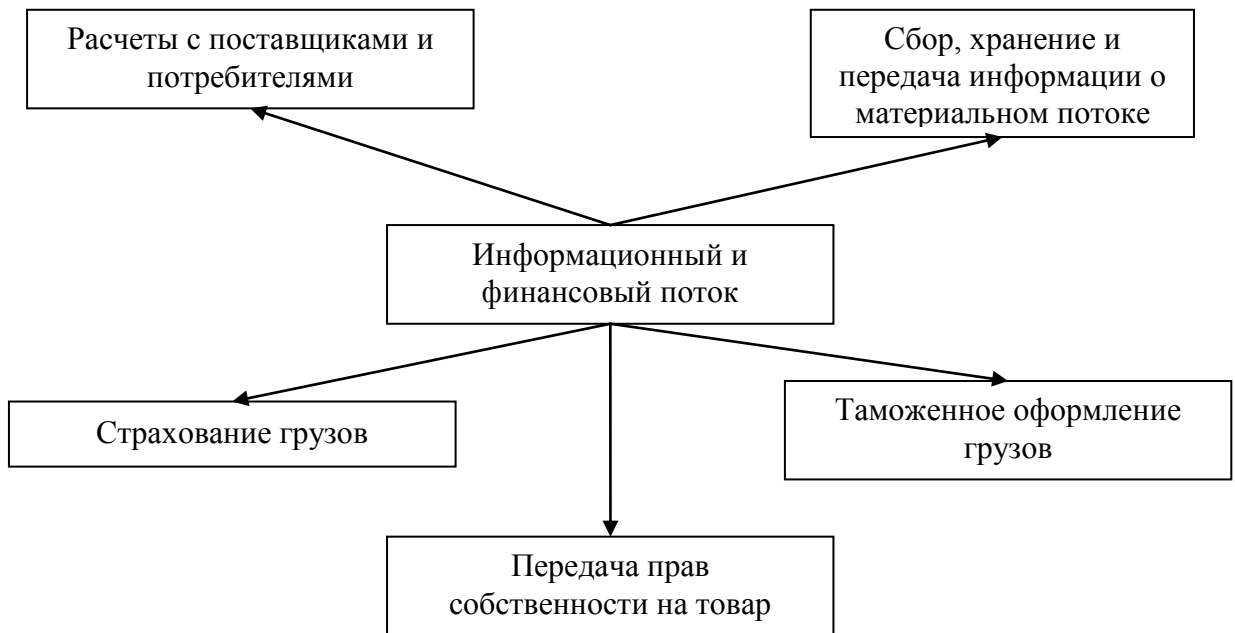 Расчеты с поставщиками и
потребителями
Сбор, хранение и
передача информации о
материальном потоке
Информационный и
финансовый поток
Страхование грузов
Таможенное оформление
грузов
Передача прав
собственности на товар